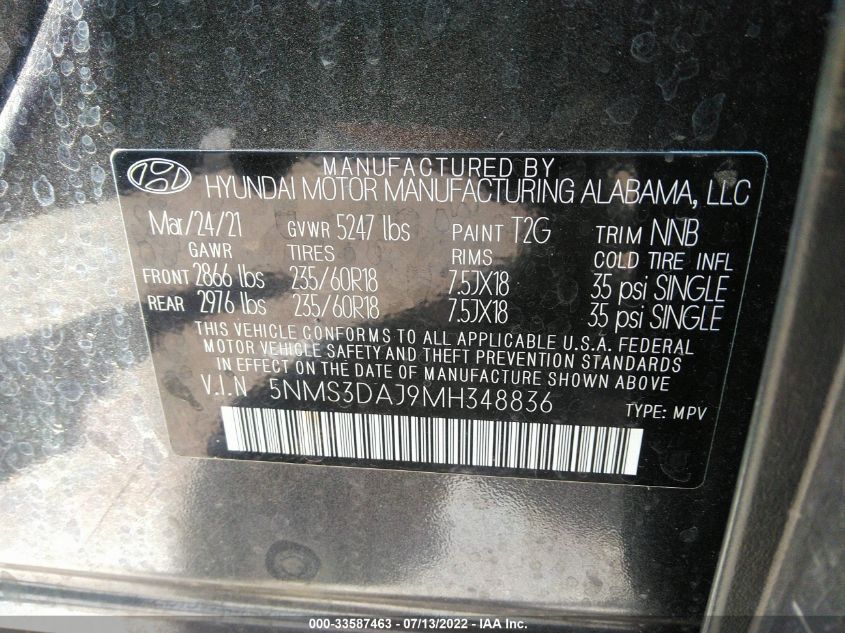 MANUFACTURED BY
HYUNDAI MOTOR MANUFACTURING ALABAMA, LLC
Mar/24/21 GVWR 5247 lbs PAINT T2G TRIM NNB
GAWR TIRES RIMS COLD TIRE INFL
FRONT 2866 lbs 235/60R18 7.5JX18 35 psi SINGLE
REAR 2976 lbs 235/60R18 7.5JX18 35 psi SINGLE
THIS VEHICLE CONFORMS TO ALL APPLICABLE U.S.A. FEDERAL
MOTOR VEHICLE SAFETY AND THEFT PREVENTION STANDARDS
IN EFFECT ON THE DATE OF MANUFACTURE SHOWN ABOVE
V.I.N 5NMS3DAJ9MH348836 TYPE: MPV
000-33587463 - 07/13/2022 - IAA Inc.